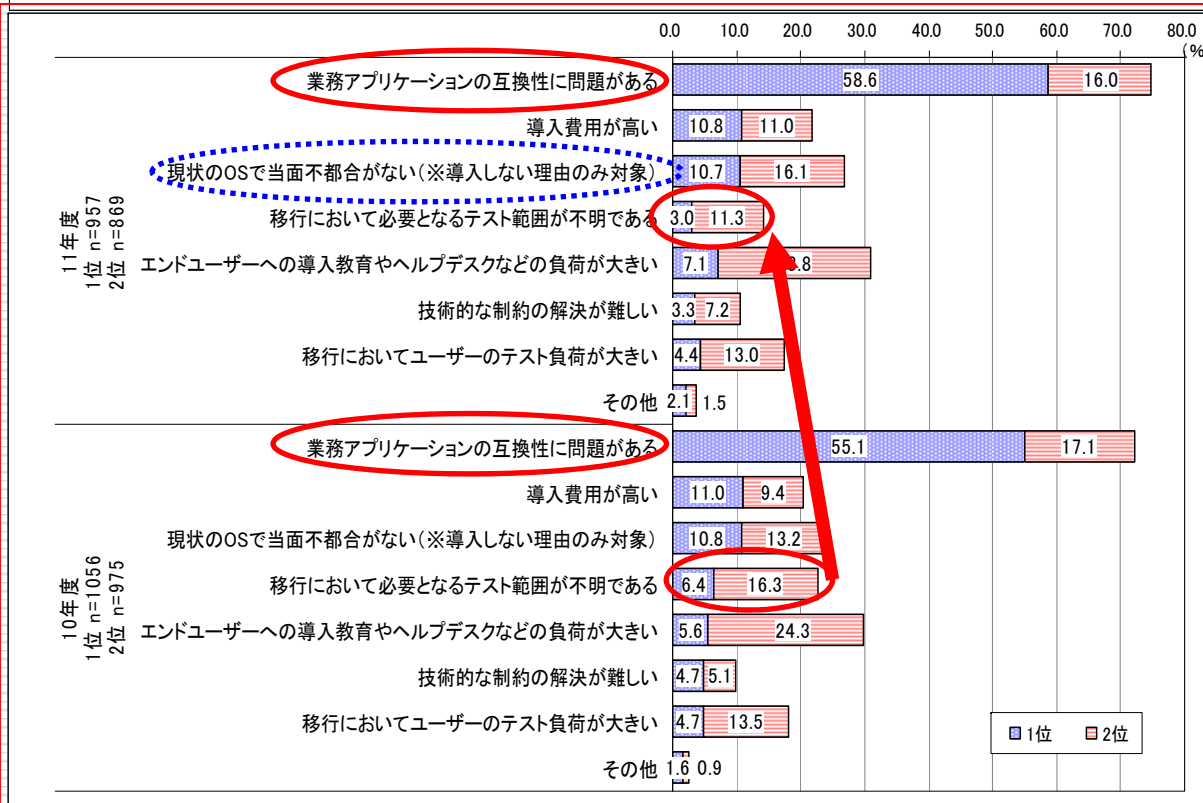 0.0 10.0 20.0 30.0 40.0 50.0 60.0 70.0 80.0
(%
11年度
1位 n=957
2位 n=869
業務アプリケーションの互換性に問題がある 58.6 16.0
導入費用が高い 10.8 11.0
現状のOSで当面不都合がない(※導入しない理由のみ対象) 10.7 16.1
移行において必要となるテスト範囲が不明である 3.0 11.3
エンドユーザーへの導入教育やヘルプデスクなどの負荷が大きい 7.1
技術的な制約の解決が難しい 3.3 7.2
移行においてユーザーのテスト負荷が大きい 4.4 13.0
その他 2.1 1.5
10年度
1位 n=1056
2位 n=975
業務アプリケーションの互換性に問題がある 55.1 17.1
導入費用が高い 11.0 9.4
現状のOSで当面不都合がない(※導入しない理由のみ対象) 10.8 13.2
移行において必要となるテスト範囲が不明である 6.4 16.3
エンドユーザーへの導入教育やヘルプデスクなどの負荷が大きい 5.6 24.3
技術的な制約の解決が難しい 4.7 5.1
移行においてユーザーのテスト負荷が大きい 4.7 13.5
その他 1.6 0.9
1位 2位